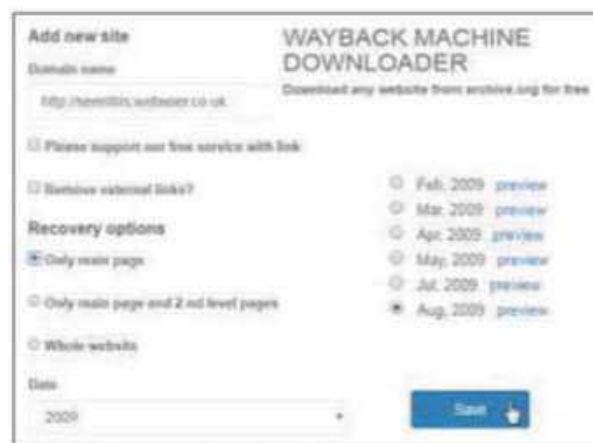 Add new site
WAYBACK MACHINE
DOWNLOADER
Domain name
Download any website from archive.org for free
Please support our free service with link
Remove external links?
Recovery options
Only main page
Only main page and 2 nd level pages
Whole website
Date
2009
Feb, 2009 preview
Mar, 2009 preview
Apr, 2009 preview
May, 2009 preview
Jul, 2009 preview
Aug, 2009 preview
Save